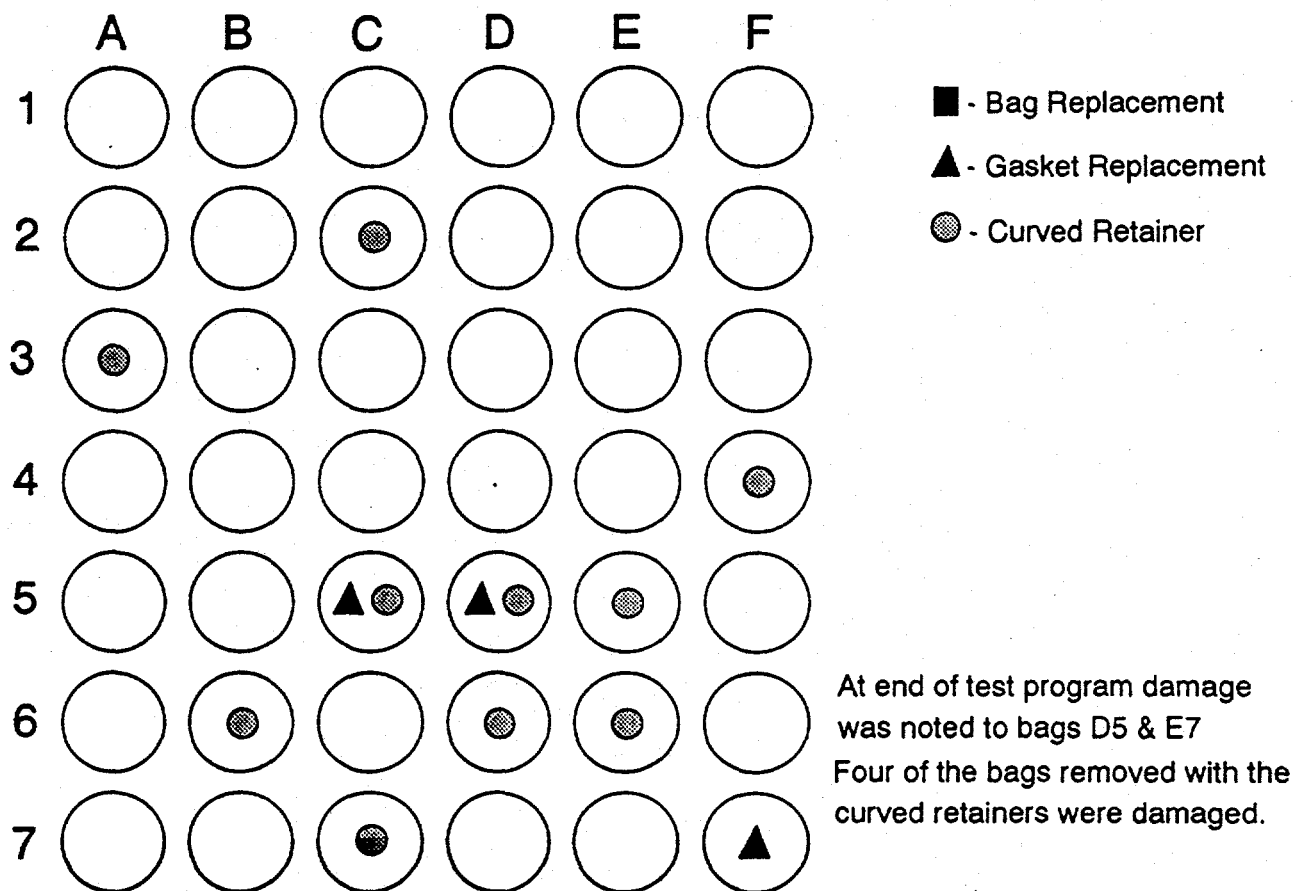 A B C D E F
1
2
3
4
5
6
7
■ - Bag Replacement
▲ - Gasket Replacement
- Curved Retainer
At end of test program damage
was noted to bags D5 & E7
Four of the bags removed with the
curved retainers were damaged.